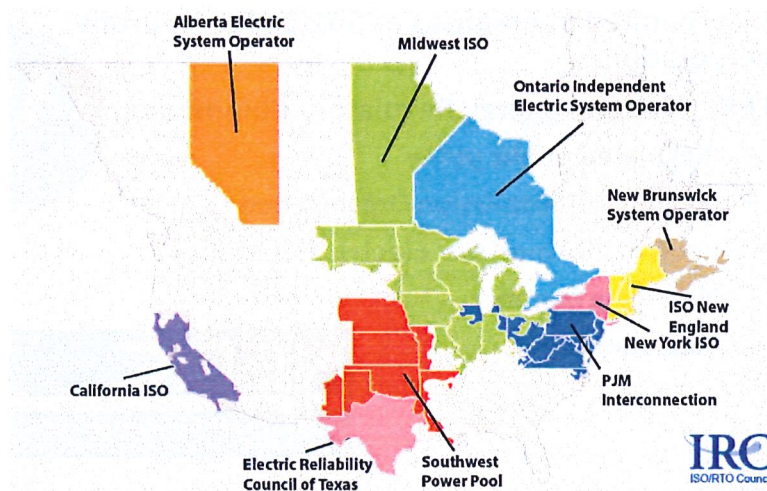 Alberta Electric
System Operator
Midwest ISO
Ontario Independent
Electric System Operator
New Brunswick
System Operator
ISO New
England
New York ISO
PJM
Interconnection
California ISO
Electric Reliability
Council of Texas
Southwest
Power Pool
IRC
ISO/RTO Counc